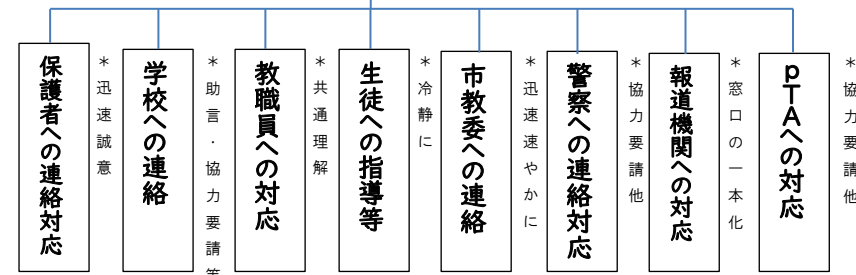 保護者への連絡対応
＊迅速誠意
学校への連絡
＊助言・協力要請等
教職員への対応
＊共通理解
生徒への指導等
＊冷静に
市教委への連絡
＊迅速速やかに
警察への連絡対応
＊協力要請他
報道機関への対応
＊窓口の一本化
pTAへの対応
＊協力要請他